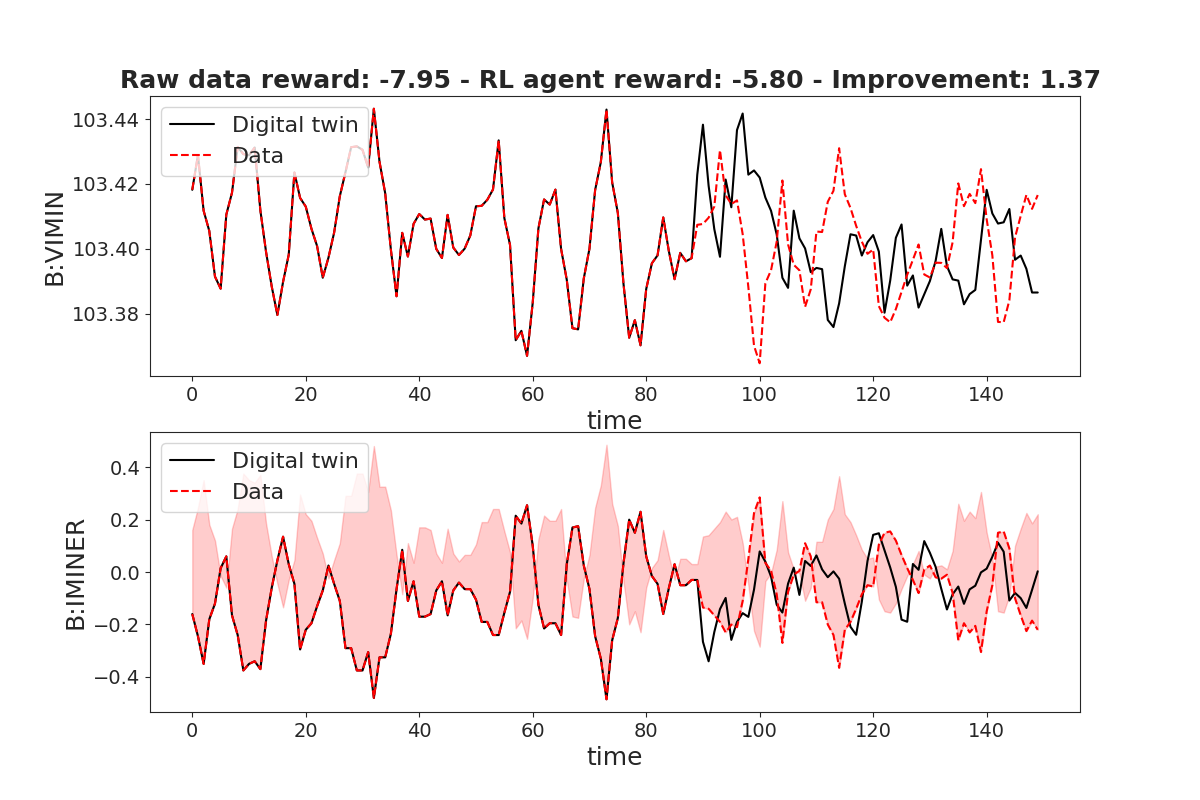 Raw data reward: -7.95 - RL agent reward: -5.80 - Improvement: 1.37
Digital twin
Data
103.44
103.42
103.40
103.38
B:VIMIN
0 20 40 60 80 100 120 140
time
Digital twin
Data
0.4
0.2
0.0
−0.2
−0.4
B:IMINER
0 20 40 60 80 100 120 140
time